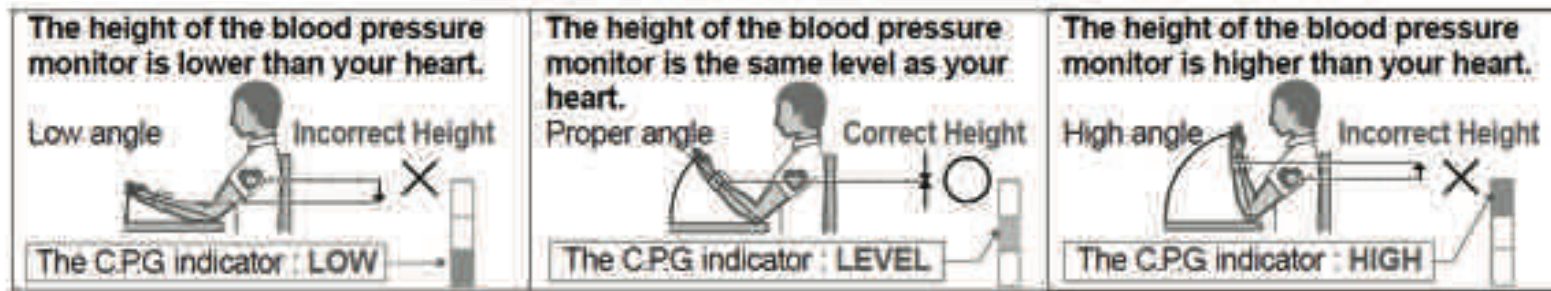 The height of the blood pressure
monitor is lower than your heart.
Low angle
Incorrect Height
The C.P.G indicator : LOW
The height of the blood pressure
monitor is the same level as your
heart.
Proper angle
Correct Height
The C.P.G indicator : LEVEL
The height of the blood pressure
monitor is higher than your heart.
High angle
Incorrect Height
The C.P.G indicator : HIGH